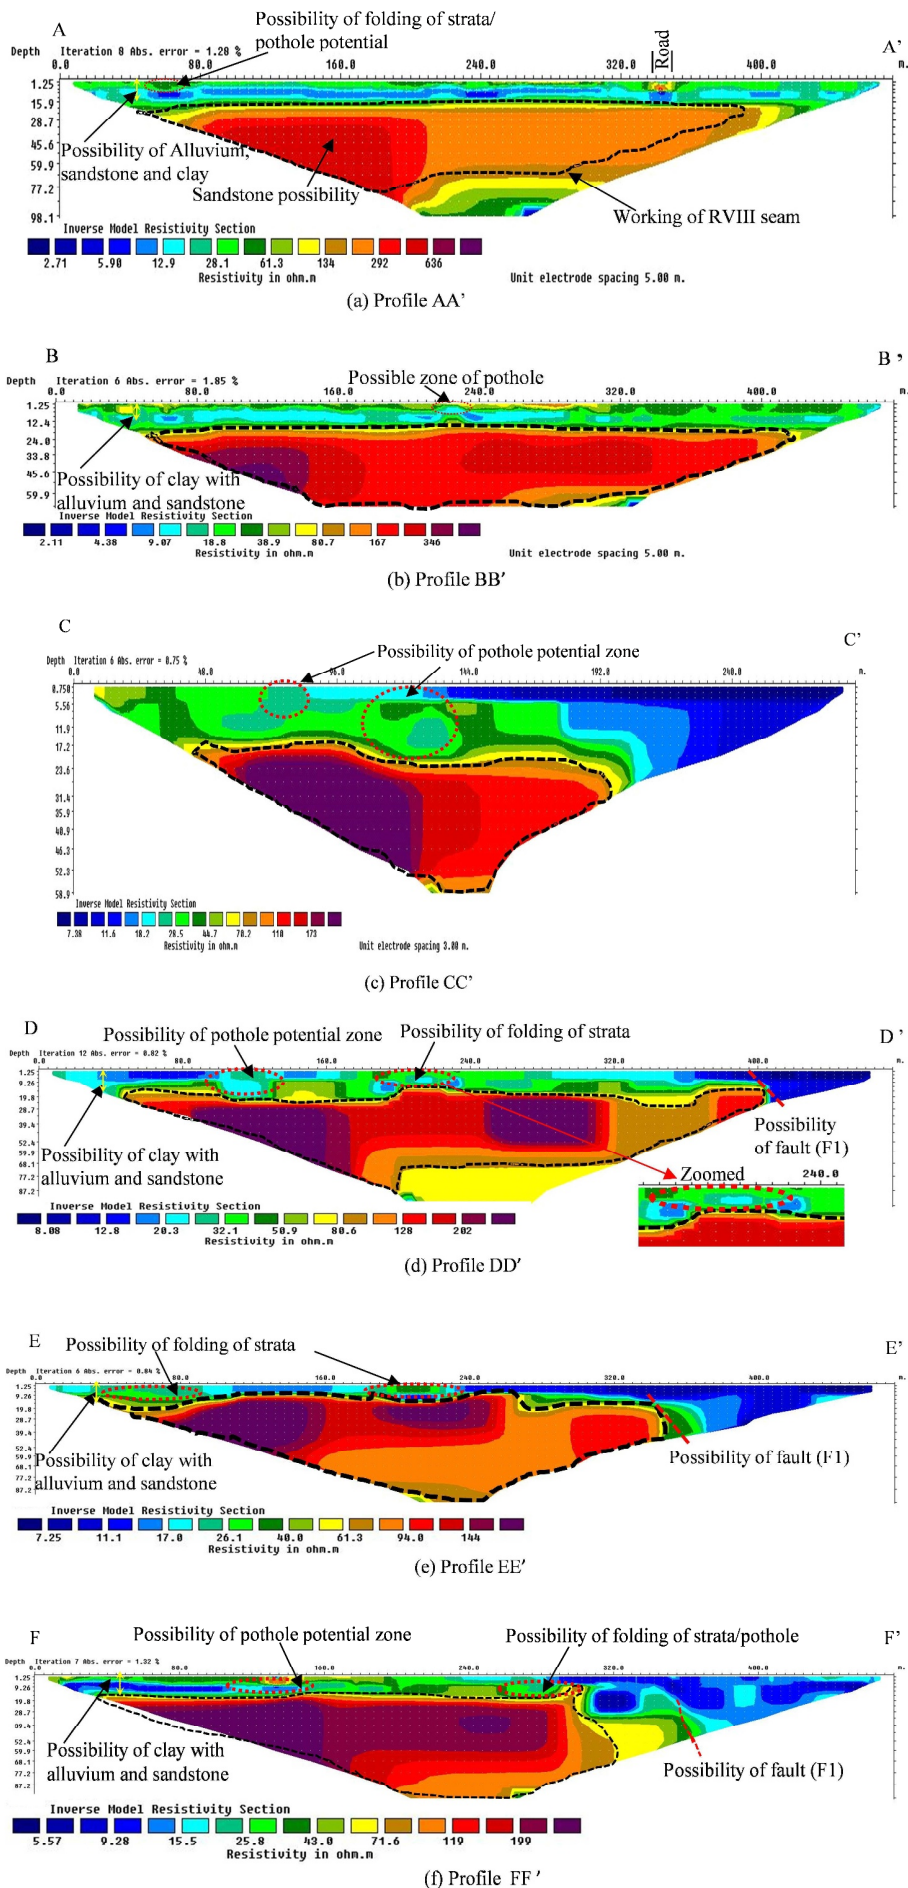 A
Possibility of folding of strata/
pothole potential
Road
A’
Depth Iteration 8 Abs. error = 1.20 %
0.0 80.0 160.0 240.0 320.0 400.0 m.
1.25
15.9
28.7
45.6
59.9
77.2
98.1
Possibility of Alluvium,
sandstone and clay
Sandstone possibility
Working of RVIII seam
Inverse Model Resistivity Section
2.71 5.90 12.9 28.1 61.3 134 292 636
Resistivity in ohm.m
Unit electrode spacing 5.00 m.
(a) Profile AA’
B
B ’
Possible zone of pothole
Depth Iteration 6 Abs. error = 1.85 %
0.0 80.0 160.0 240.0 320.0 400.0 m.
1.25
12.4
24.0
33.8
45.6
59.9
Possibility of clay with
alluvium and sandstone
Inverse Model Resistivity Section
2.11 4.38 9.07 18.8 38.9 80.7 167 346
Resistivity in ohm.m
Unit electrode spacing 5.00 m.
(b) Profile BB’
C
C’
Possibility of pothole potential zone
Depth Iteration 6 Abs. error = 0.75 %
0.0 40.0 96.0 144.0 192.0 240.0 m.
0.750
5.56
11.9
17.2
23.6
31.4
35.9
40.9
46.3
52.3
58.9
Inverse Model Resistivity Section
7.38 11.6 18.2 28.5 44.7 70.2 110 173
Resistivity in ohm.m
Unit electrode spacing 3.00 m.
(c) Profile CC’
D
D ’
Possibility of pothole potential zone
Possibility of folding of strata
Depth Iteration 12 Abs. error = 0.82 %
0.0 80.0 160.0 240.0 320.0 400.0 m.
1.25
9.26
19.8
28.7
39.4
52.4
59.9
68.1
87.2
Possibility of clay with
alluvium and sandstone
Possibility
of fault (F1)
Zoomed
240.0
Inverse Model Resistivity Section
8.08 12.8 20.3 32.1 50.9 80.6 128 202
Resistivity in ohm.m
(d) Profile DD’
E
E’
Possibility of folding of strata
Depth Iteration 6 Abs. error = 0.84 %
0.0 80.0 160.0 240.0 320.0 400.0 m.
1.25
9.26
19.8
28.7
39.4
52.4
59.9
68.1
77.2
87.2
Possibility of clay with
alluvium and sandstone
Possibility of fault (F1)
Inverse Model Resistivity Section
7.25 11.1 17.0 26.1 40.0 61.3 94.0 144
Resistivity in ohm.m
(e) Profile EE’
F
F’
Possibility of pothole potential zone
Possibility of folding of strata/pothole
Depth Iteration 7 Abs. error = 1.32 %
0.0 80.0 160.0 240.0 320.0 400.0 m.
1.25
9.26
19.8
28.7
39.4
52.4
59.9
68.1
87.2
Possibility of clay with
alluvium and sandstone
Possibility of fault (F1)
Inverse Model Resistivity Section
5.57 9.28 15.5 25.8 43.0 71.6 119 199
Resistivity in ohm.m
(f) Profile FF ’